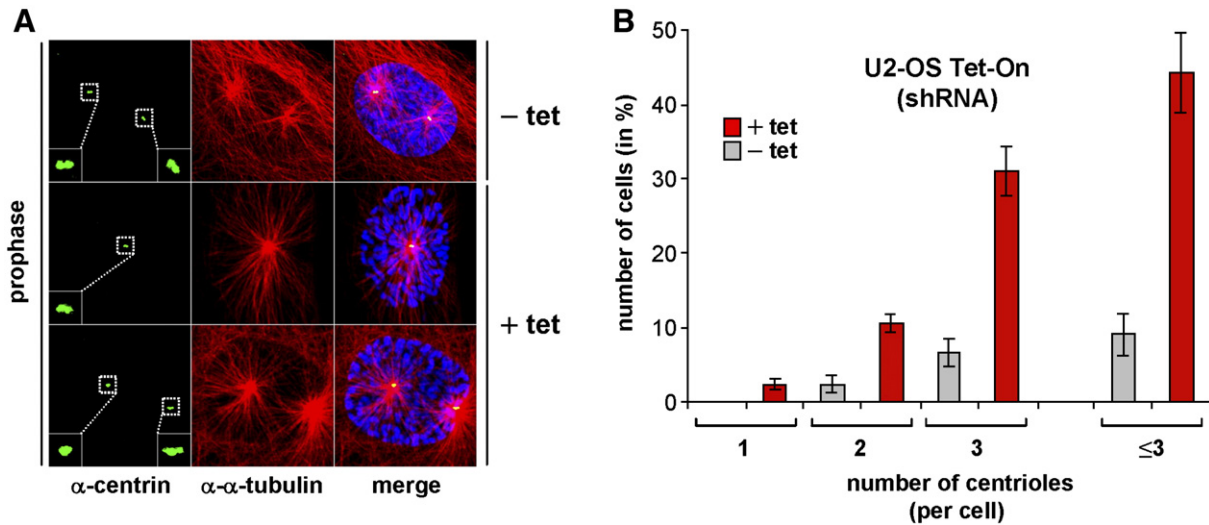 A
prophase
– tet
+ tet
α-centrin
α-α-tubulin
merge
B
U2-OS Tet-On
(shRNA)
+ tet
– tet
number of cells (in %)
50
40
30
20
10
0
1
2
3
≤3
number of centrioles
(per cell)